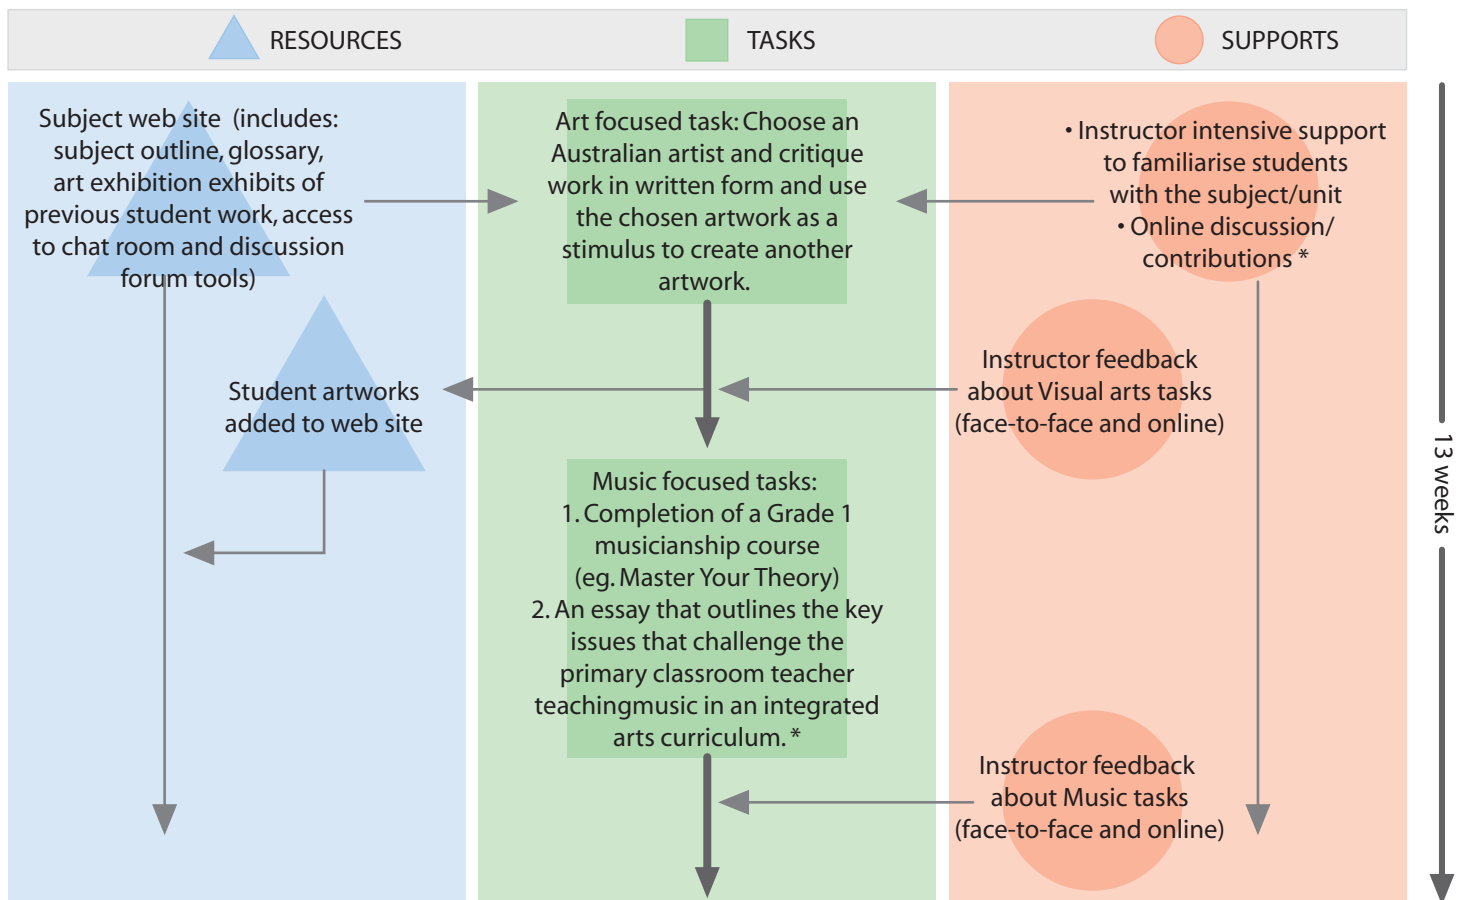 RESOURCES
TASKS
SUPPORTS
Subject web site (includes:
subject outline, glossary,
art exhibition exhibits of
previous student work, access
to chat room and discussion
forum tools)
Art focused task: Choose an
Australian artist and critique
work in written form and use
the chosen artwork as a
stimulus to create another
artwork.
• Instructor intensive support
to familiarise students
with the subject/unit
• Online discussion/
contributions *
Student artworks
added to web site
Instructor feedback
about Visual arts tasks
(face-to-face and online)
Music focused tasks:
1. Completion of a Grade 1
musicianship course
(eg. Master Your Theory)
2. An essay that outlines the key
issues that challenge the
primary classroom teacher
teachingmusic in an integrated
arts curriculum. *
Instructor feedback
about Music tasks
(face-to-face and online)
13 weeks